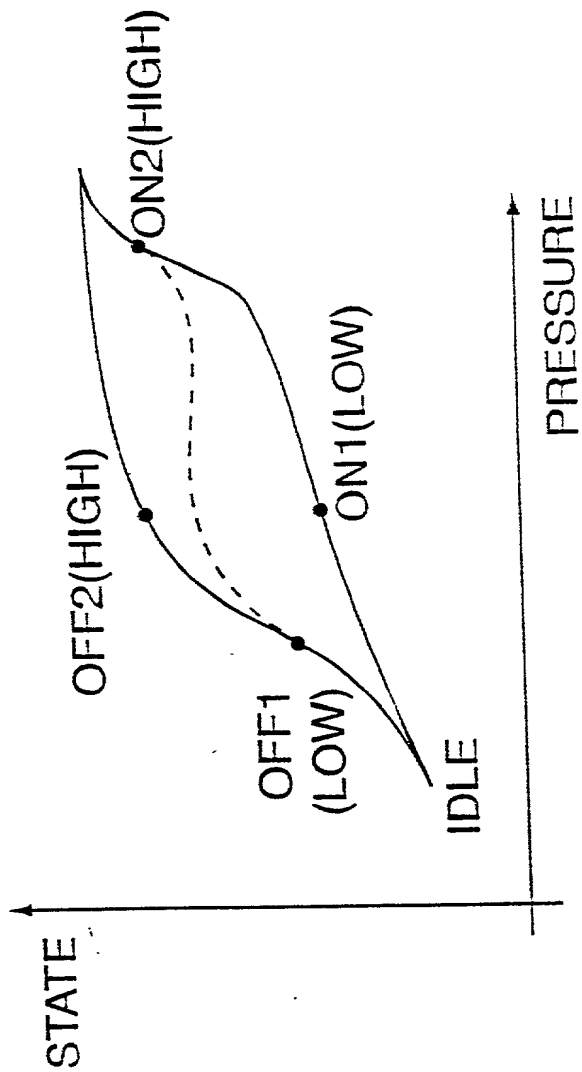 STATE
OFF2(HIGH)
ON2(HIGH)
OFF1
(LOW)
ON1(LOW)
IDLE
PRESSURE